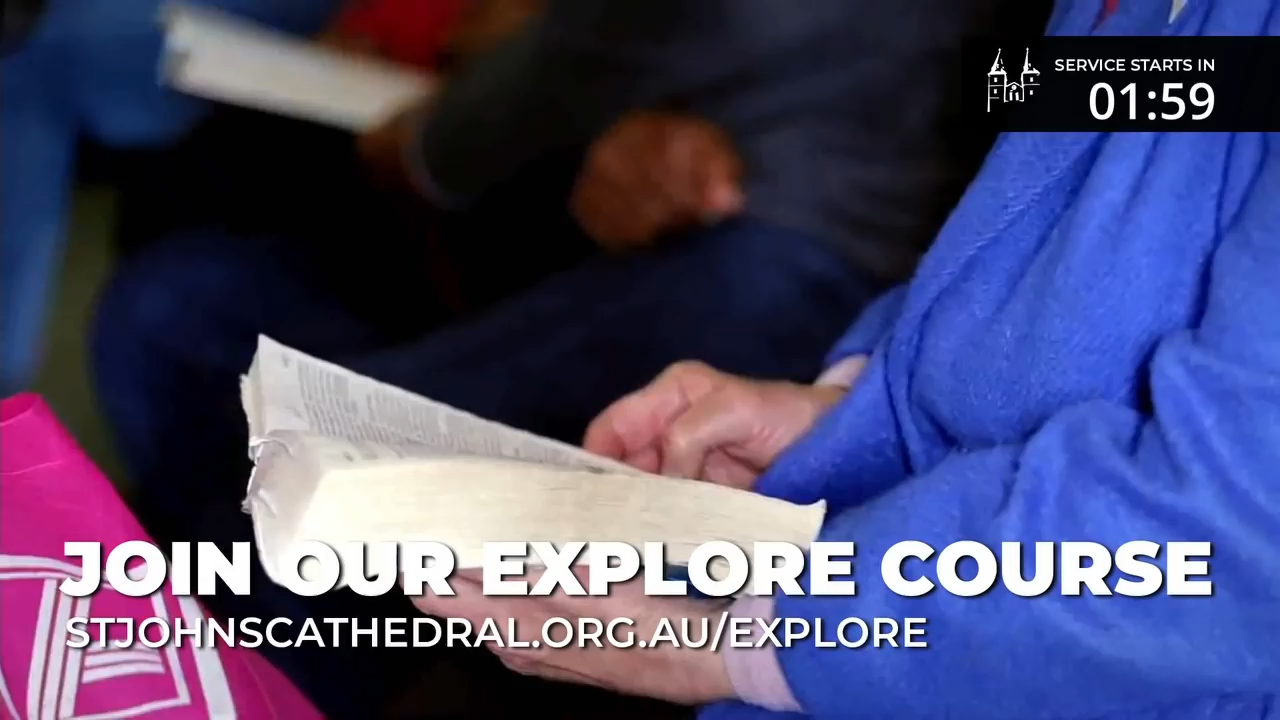 SERVICE STARTS IN
01:59
JOIN OUR EXPLORE COURSE
STJOHNSCATHEDRAL.ORG.AU/EXPLORE